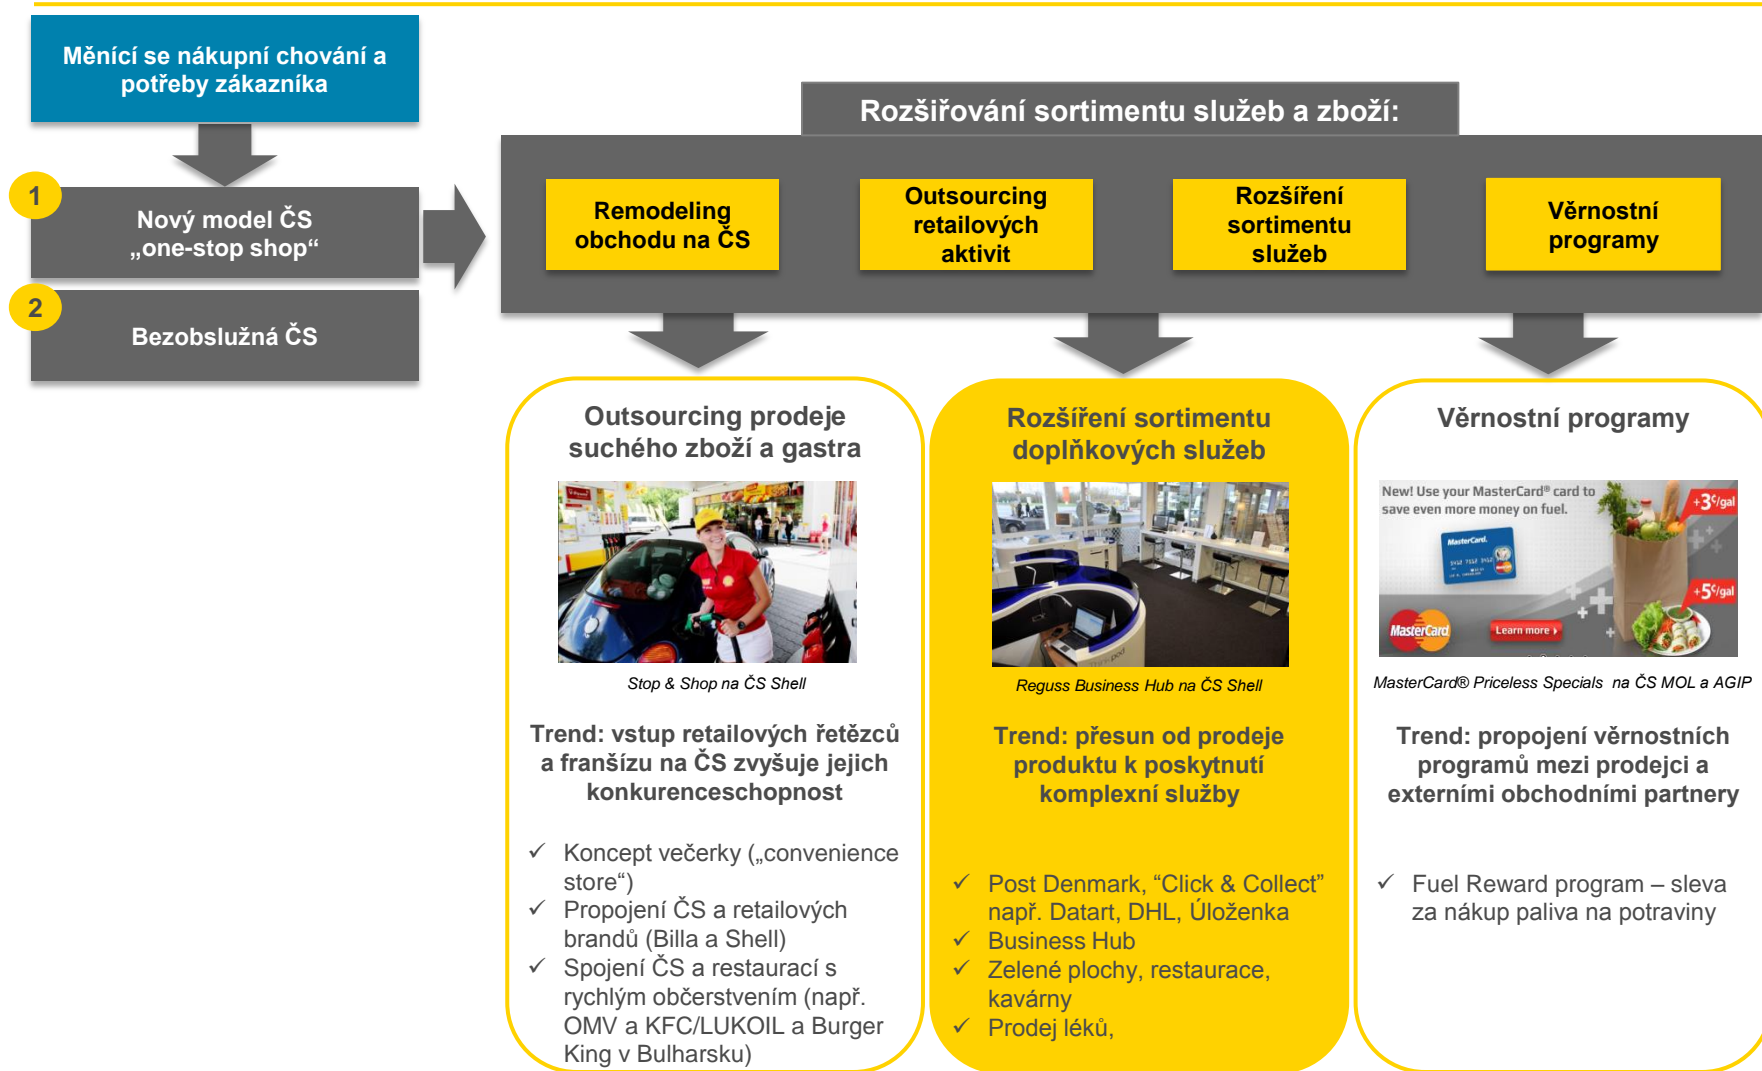 Měnící se nákupní chování a
potřeby zákazníka
1
Nový model ČS
„one-stop shop“
2
Bezobslužná ČS
Rozšiřování sortimentu služeb a zboží:
Remodeling
obchodu na ČS
Outsourcing
retailových
aktivit
Rozšíření
sortimentu
služeb
Věrnostní
programy
Outsourcing prodeje
suchého zboží a gastra
Stop & Shop na ČS Shell
Trend: vstup retailových řetězců
a franšízu na ČS zvyšuje jejich
konkurenceschopnost
✓ Koncept večerky („convenience
store“)
✓ Propojení ČS a retailových
brandů (Billa a Shell)
✓ Spojení ČS a restaurací s
rychlým občerstvením (např.
OMV a KFC/LUKOIL a Burger
King v Bulharsku)
Rozšíření sortimentu
doplňkových služeb
Reguss Business Hub na ČS Shell
Trend: přesun od prodeje
produktu k poskytnutí
komplexní služby
✓ Post Denmark, “Click & Collect”
např. Datart, DHL, Úloženka
✓ Business Hub
✓ Zelené plochy, restaurace,
kavárny
✓ Prodej léků,
Věrnostní programy
New! Use your MasterCard® card to
save even more money on fuel.
+3¢/gal
MasterCard.
+5¢/gal
MasterCard
Learn more
MasterCard® Priceless Specials na ČS MOL a AGIP
Trend: propojení věrnostních
programů mezi prodejci a
externími obchodními partnery
✓ Fuel Reward program – sleva
za nákup paliva na potraviny